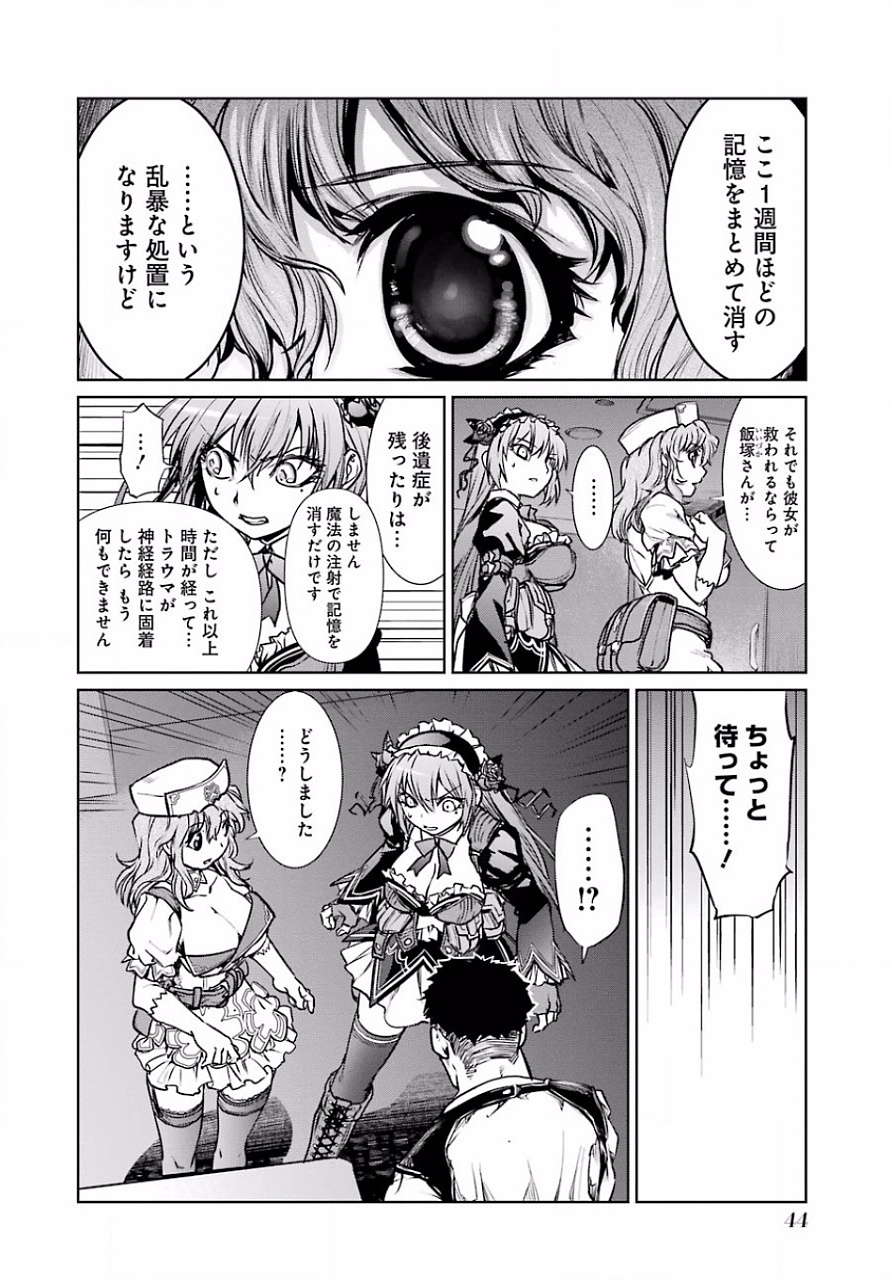 ここ1週間ほどの
記憶をまとめて消す
……という
乱暴な処置に
なりますけど
それでも彼女が
救われるならって
飯塚さんが…
いいづか
……
後遺症が
残ったりは…
しません
魔法の注射で記憶を
消すだけです
…！
ただし これ以上
時間が経って…
トラウマが
神経経路に固着
したら もう
何もできません
ちょっと
待って……！
……⁉
どうしました
……？
44